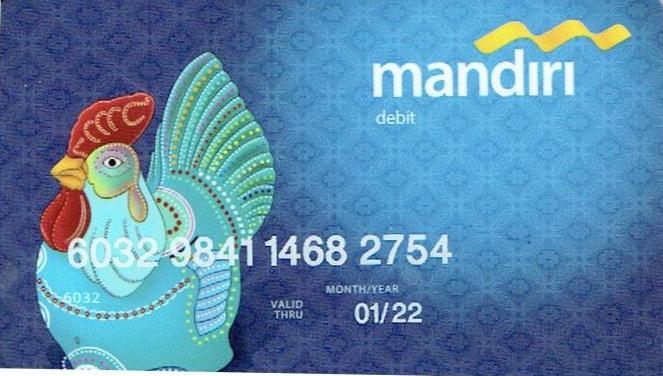 mandiri
debit
6032 9841 1468 2754
6032
MONTH/YEAR
VALID
THRU
01/22